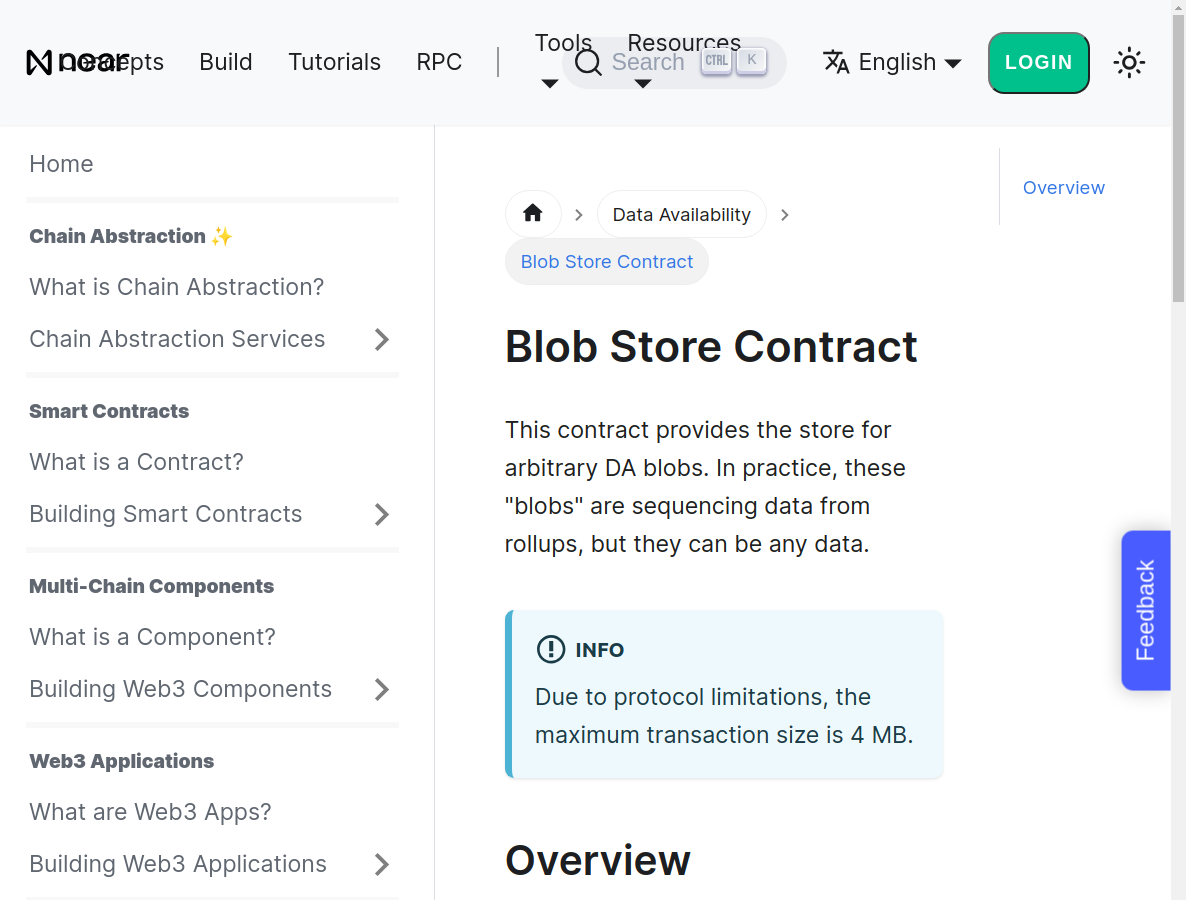 near Concepts Build Tutorials RPC Tools Resources Search CTRL K English LOGIN
Home
Chain Abstraction ✨
What is Chain Abstraction?
Chain Abstraction Services
Smart Contracts
What is a Contract?
Building Smart Contracts
Multi-Chain Components
What is a Component?
Building Web3 Components
Web3 Applications
What are Web3 Apps?
Building Web3 Applications
Data Availability
Blob Store Contract
Blob Store Contract
This contract provides the store for
arbitrary DA blobs. In practice, these
"blobs" are sequencing data from
rollups, but they can be any data.
INFO
Due to protocol limitations, the
maximum transaction size is 4 MB.
Overview
Overview
Feedback